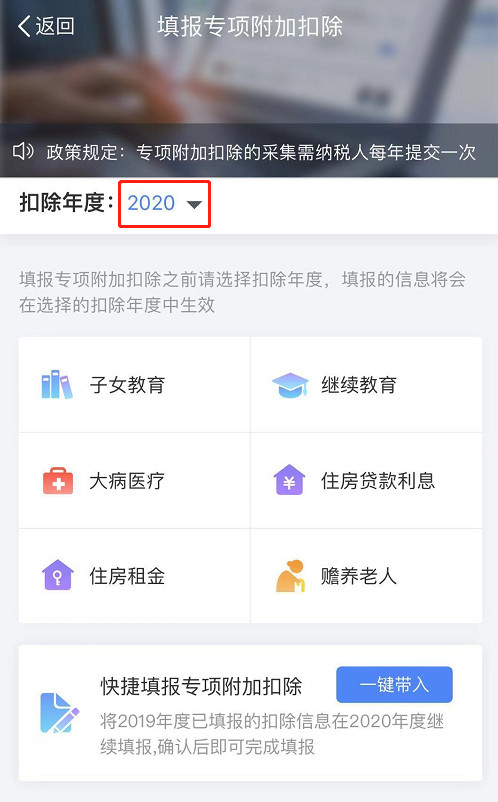 返回
填报专项附加扣除
政策规定：专项附加扣除的采集需纳税人每年提交一次
扣除年度：2020
填报专项附加扣除之前请选择扣除年度，填报的信息将会
在选择的扣除年度中生效
子女教育
继续教育
大病医疗
住房贷款利息
住房租金
赡养老人
快捷填报专项附加扣除
一键带入
将2019年度已填报的扣除信息在2020年度继
续填报,确认后即可完成填报